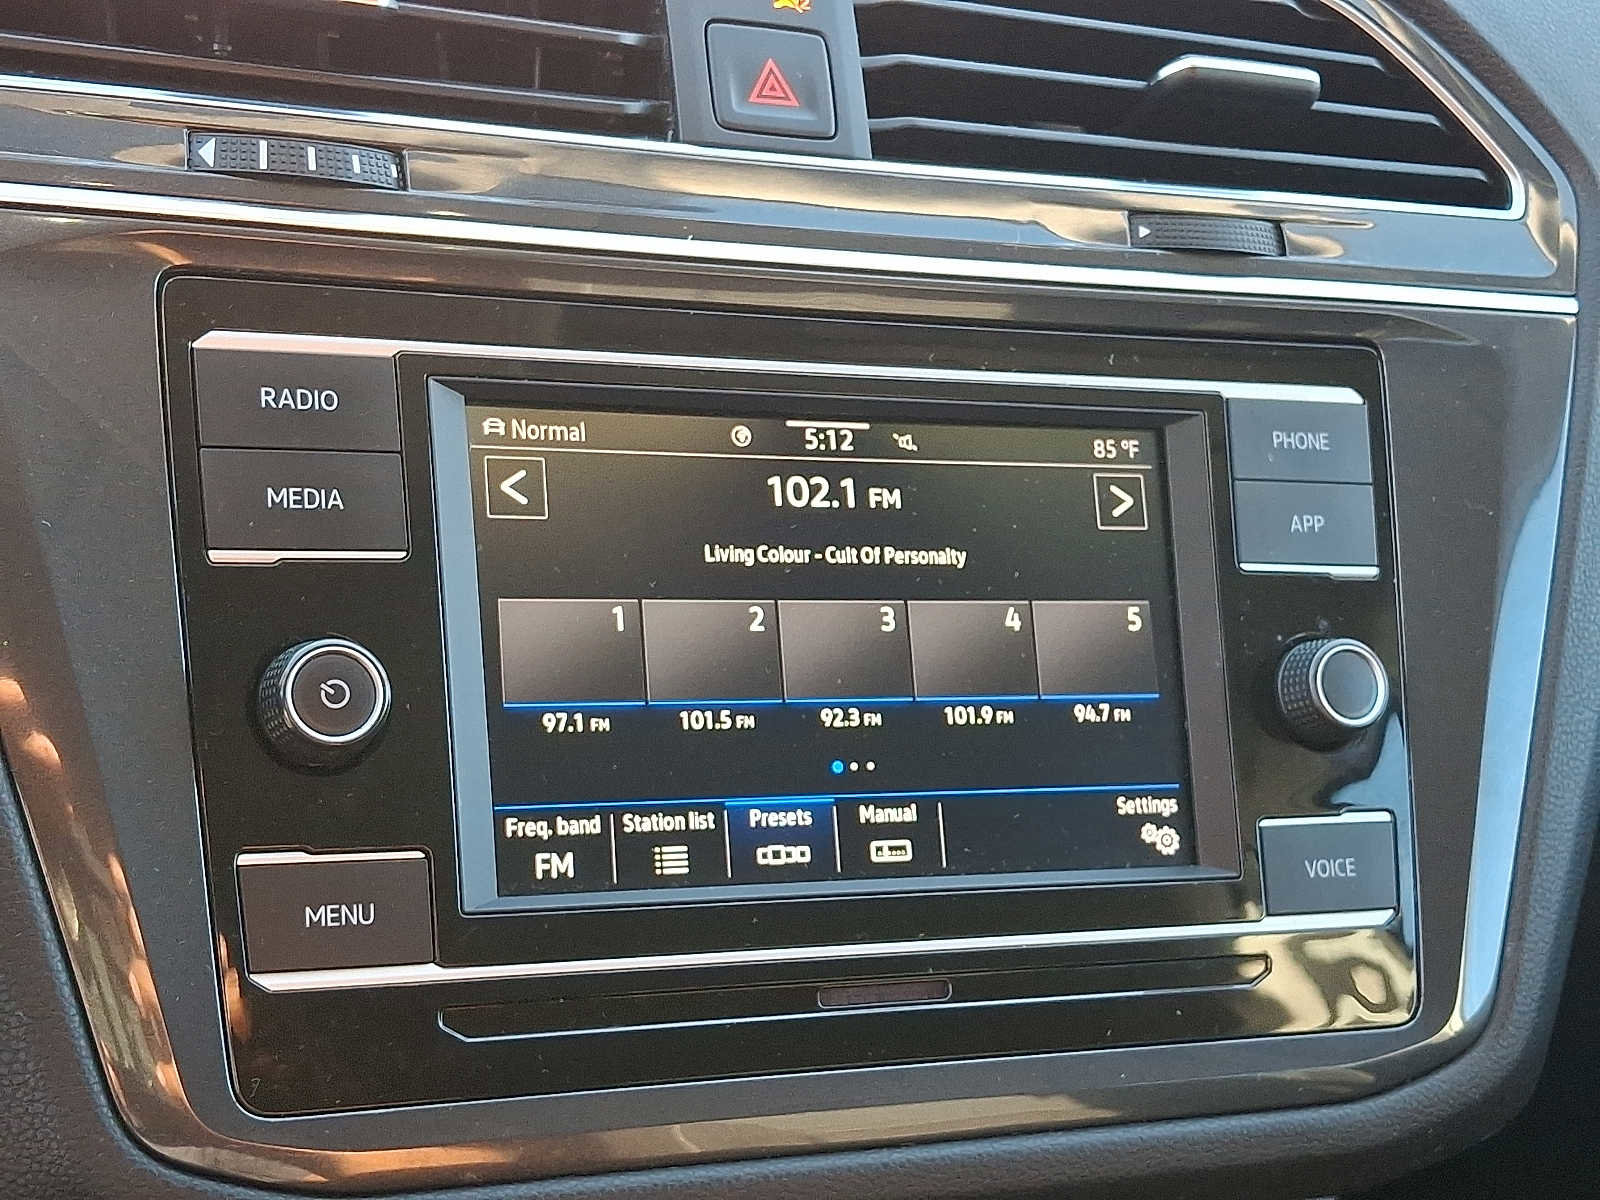 2
RADIO
MEDIA
PHONE
APP
Normal
5:12
85 °F
<
102.1 FM
>
Living Colour - Cult Of Personalty
1 2 3 4 5
97.1 FM 101.5 FM 92.3 FM 101.9 FM 94.7 FM
Freq. band Station list Presets Manual Settings
FM
MENU
VOICE